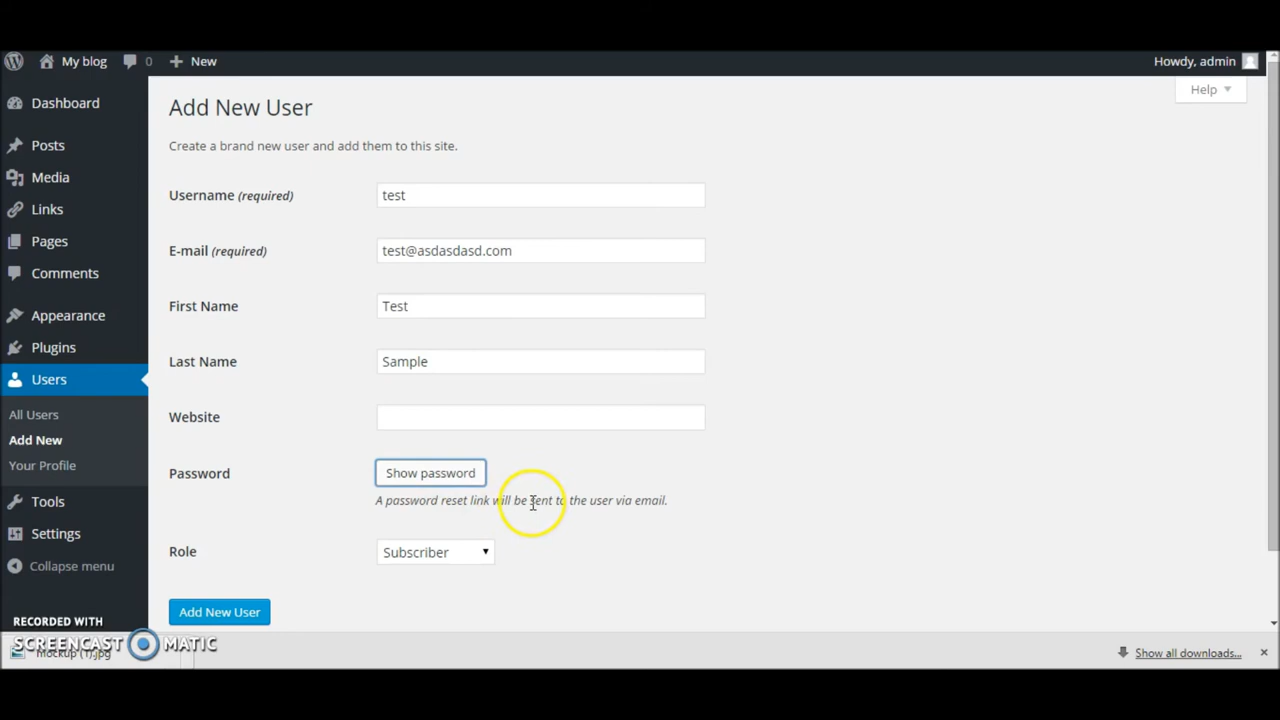 My blog 0 New Howdy, admin
Help
Dashboard
Posts
Media
Links
Pages
Comments
Appearance
Plugins
Users
All Users
Add New
Your Profile
Tools
Settings
Collapse menu
Add New User
Create a brand new user and add them to this site.
Username (required) test
E-mail (required) test@asdasdasd.com
First Name Test
Last Name Sample
Website
Password Show password
A password reset link will be sent to the user via email.
Role Subscriber
Add New User
RECORDED WITH
SCREENCAST MATIC
mockup (1).jpg
Show all downloads...